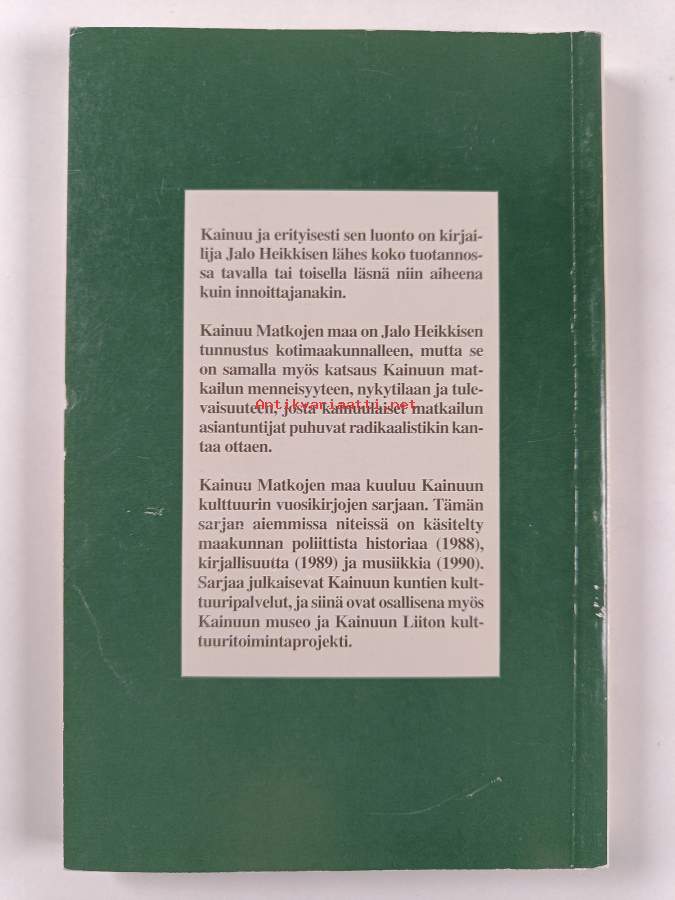 Kainuu ja erityisesti sen luonto on kirjai-
lija Jalo Heikkisen lähes koko tuotannos-
sa tavalla tai toisella läsnä niin aiheena
kuin innoittajanakin.
Kainuu Matkojen maa on Jalo Heikkisen
tunnustus kotimaakunnalleen, mutta se
on samalla myös katsaus Kainuun mat-
kailun menneisyyteen, nykytilaan ja tule-
vaisuuteen, josta kainuulaiset matkailun
Antikvariaatti.net
asiantuntijat puhuvat radikaalistikin kan-
taa ottaen.
Kainuu Matkojen maa kuuluu Kainuun
kulttuurin vuosikirjojen sarjaan. Tämän
sarjan aiemmissa niteissä on käsitelty
maakunnan poliittista historiaa (1988),
kirjallisuutta (1989) ja musiikkia (1990).
Sarjaa julkaisevat Kainuun kuntien kult-
tuuripalvelut, ja siinä ovat osallisena myös
Kainuun museo ja Kainuun Liiton kult-
tuuritoimintaprojekti.